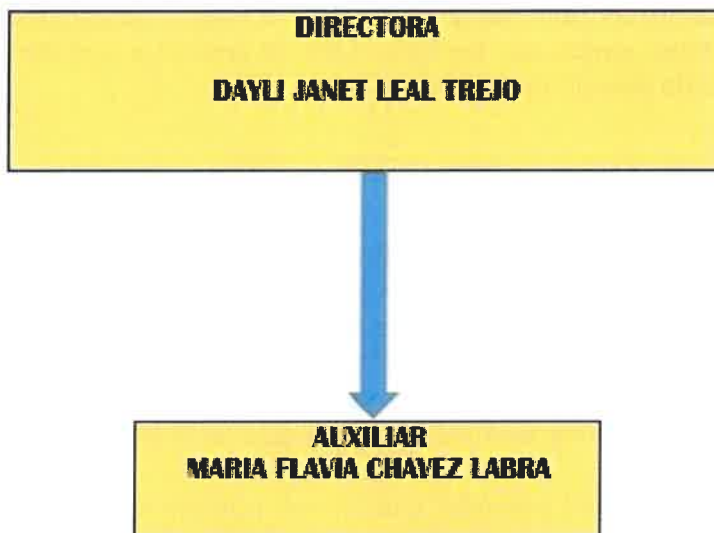 DIRECTORA
DAYLI JANET LEAL TREJO
AUXILIAR
MARIA FLAVIA CHAVEZ LABRA